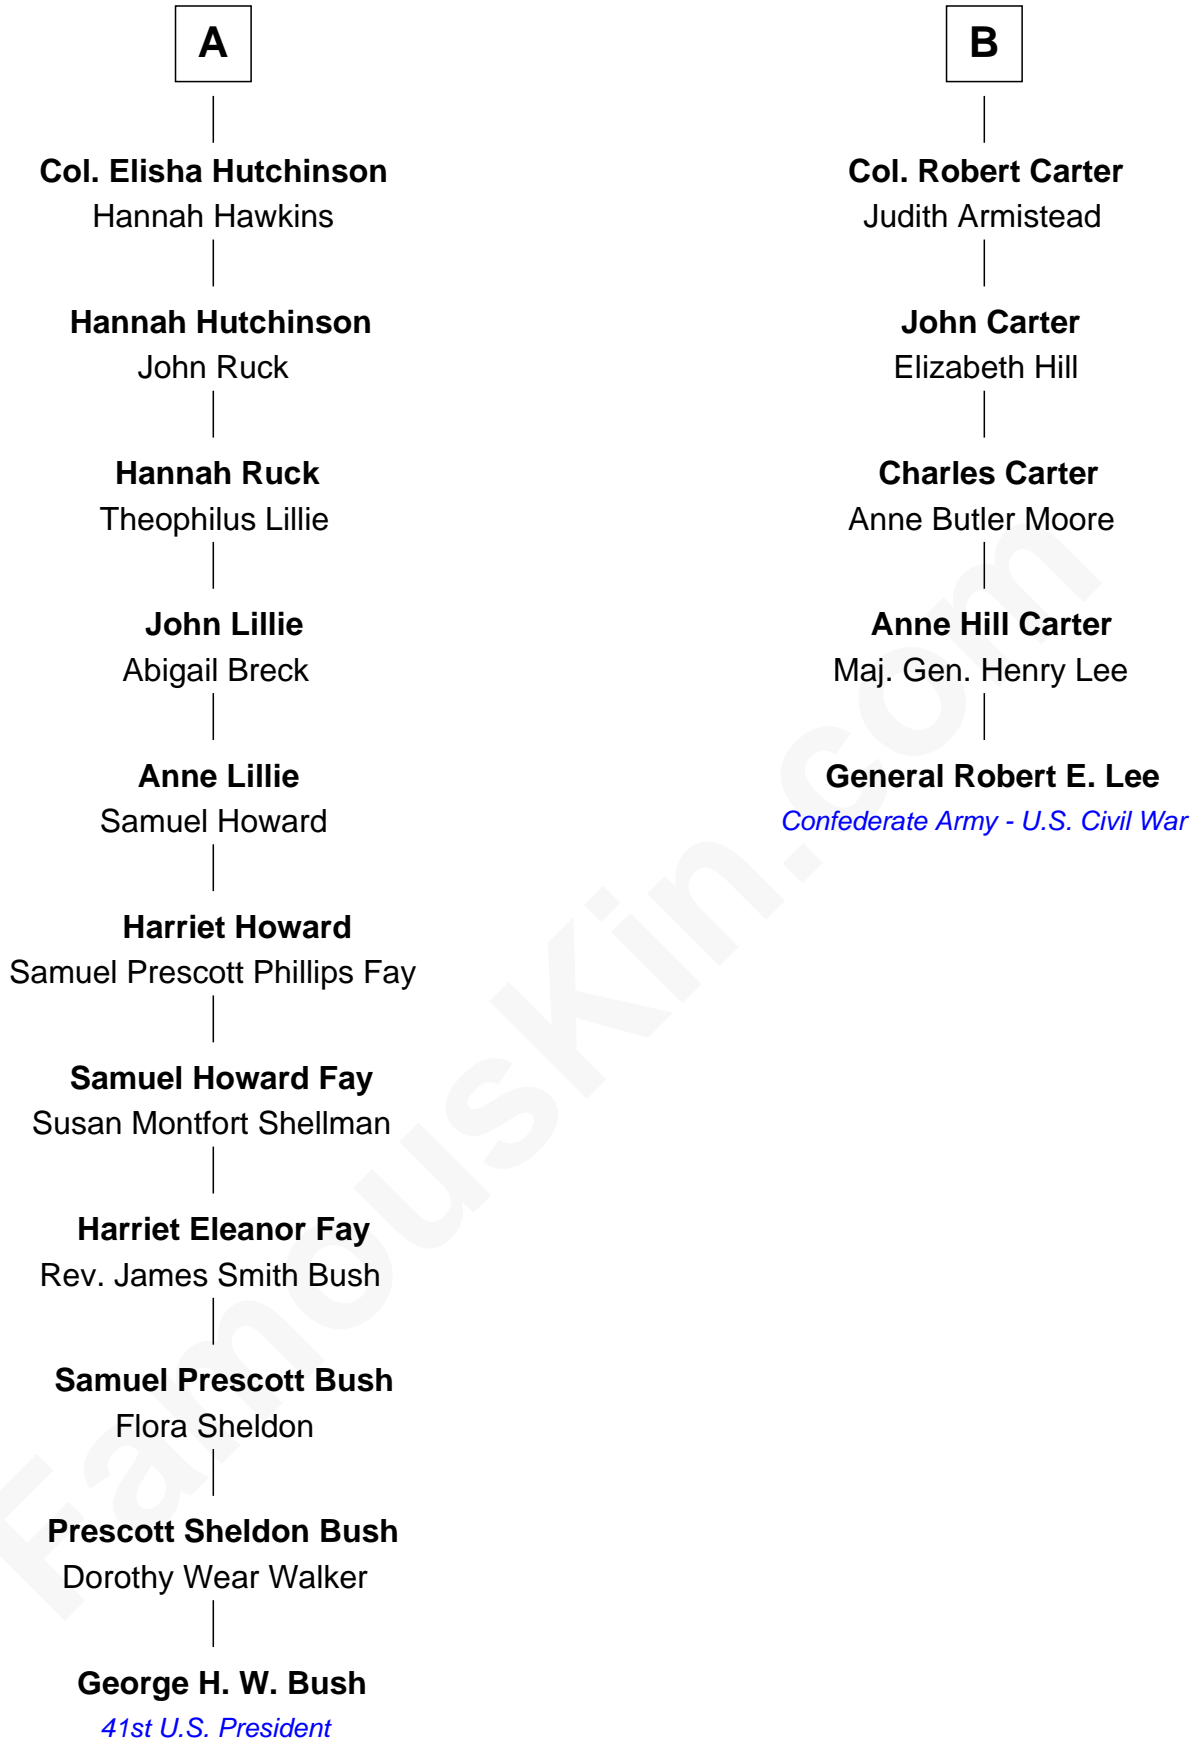 A
Col. Elisha Hutchinson
Hannah Hawkins
Hannah Hutchinson
John Ruck
Hannah Ruck
Theophilus Lillie
John Lillie
Abigail Breck
Anne Lillie
Samuel Howard
Harriet Howard
Samuel Prescott Phillips Fay
Samuel Howard Fay
Susan Montfort Shellman
Harriet Eleanor Fay
Rev. James Smith Bush
Samuel Prescott Bush
Flora Sheldon
Prescott Sheldon Bush
Dorothy Wear Walker
George H. W. Bush
41st U.S. President
B
Col. Robert Carter
Judith Armistead
John Carter
Elizabeth Hill
Charles Carter
Anne Butler Moore
Anne Hill Carter
Maj. Gen. Henry Lee
General Robert E. Lee
Confederate Army - U.S. Civil War
FamousKin.com